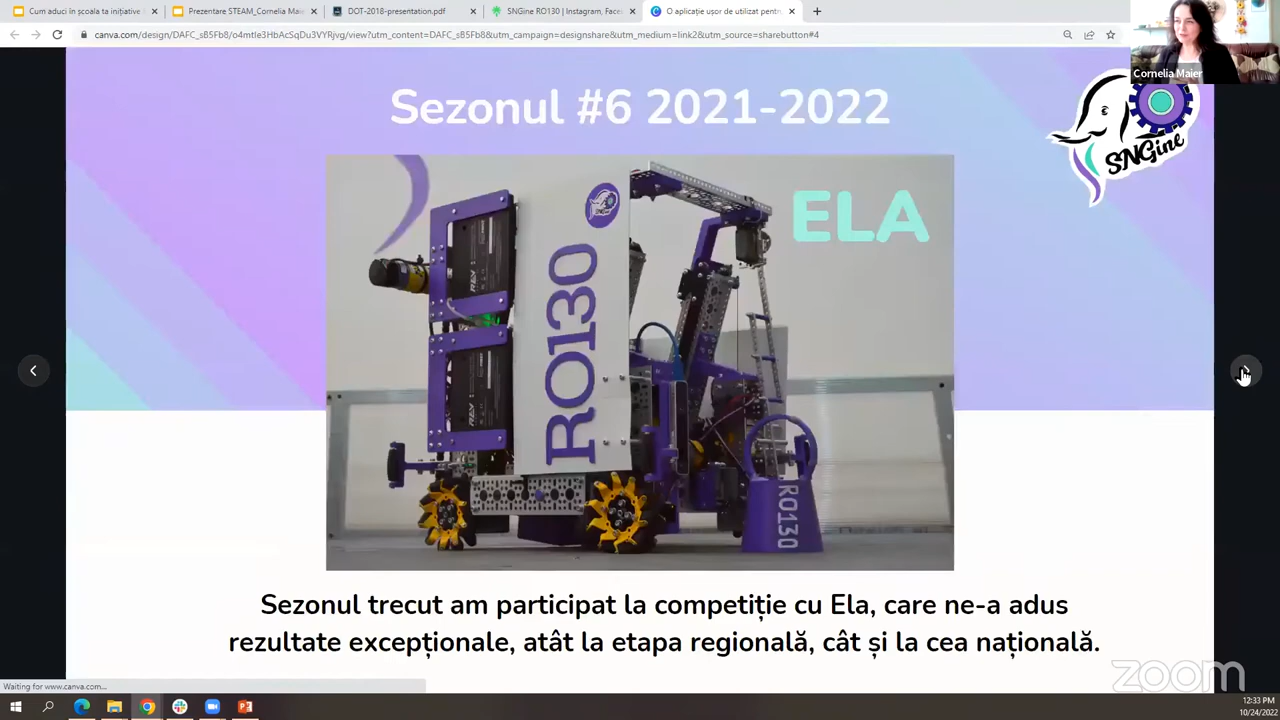 Cum aduci în școala ta inițiative S
Prezentare STEAM_Cornelia Maier
DOT-2018-presentation.pdf
SNGine RO130 | Instagram, Face
O aplicație ușor de utilizat pentru
canva.com/design/DAFC_sB5Fb8/o4mtIe3HbAcSqDu3VYRjvg/view?utm_content=DAFC_sB5Fb8&utm_campaign=designshare&utm_medium=link2&utm_source=sharebutton#4
Cornelia Maier
Sezonul #6 2021-2022
SNGine
ELA
RO130
REV
REV
RO130
Sezonul trecut am participat la competiție cu Ela, care ne-a adus
rezultate excepționale, atât la etapa regională, cât și la cea națională.
zoom
Waiting for www.canva.com...
12:33 PM
10/24/2022